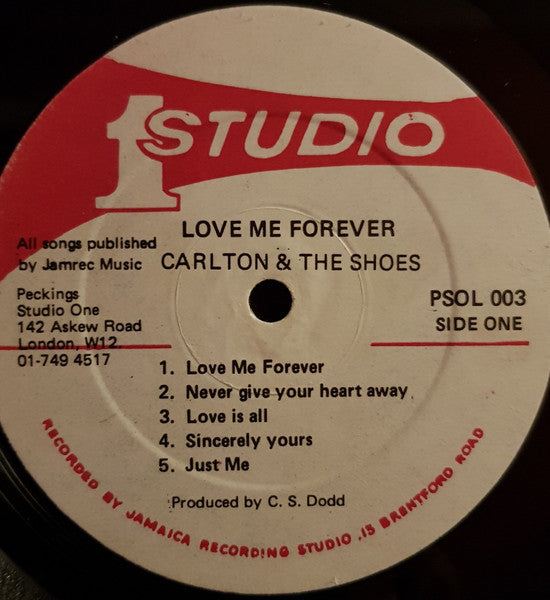 1 STUDIO
LOVE ME FOREVER
CARLTON & THE SHOES
All songs published
by Jamrec Music
Peckings
Studio One
142 Askew Road
London, W12.
01-749 4517
PSOL 003
SIDE ONE
1. Love Me Forever
2. Never give your heart away
3. Love is all
4. Sincerely yours
5. Just Me
Produced by C. S. Dodd
RECORDED BY JAMAICA RECORDING STUDIO ,13 BRENTFORD ROAD